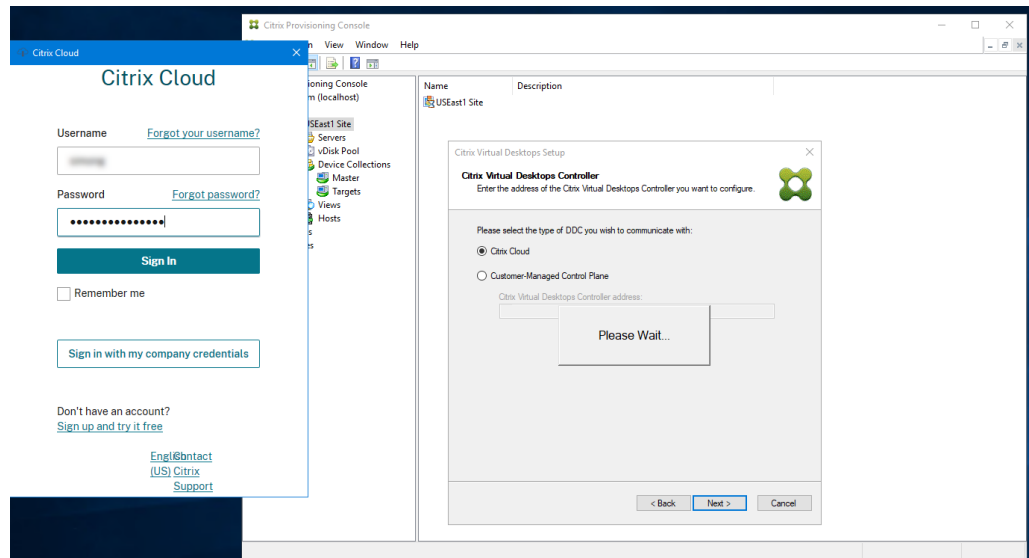 Citrix Provisioning Console
View Window Help
Citrix Cloud
Citrix Cloud
Username Forgot your username?
Password Forgot password?
Sign In
Remember me
Sign in with my company credentials
Don't have an account?
Sign up and try it free
English
(US)
Contact
Citrix
Support
Console
(localhost)
Site
Servers
vDisk Pool
Device Collections
Master
Targets
Views
Hosts
Name Description
USEast1 Site
Citrix Virtual Desktops Setup
Citrix Virtual Desktops Controller
Enter the address of the Citrix Virtual Desktops Controller you want to configure.
Please select the type of DDC you wish to communicate with:
Citrix Cloud
Customer-Managed Control Plane
Citrix Virtual Desktops Controller address:
Please Wait...
< Back Next > Cancel